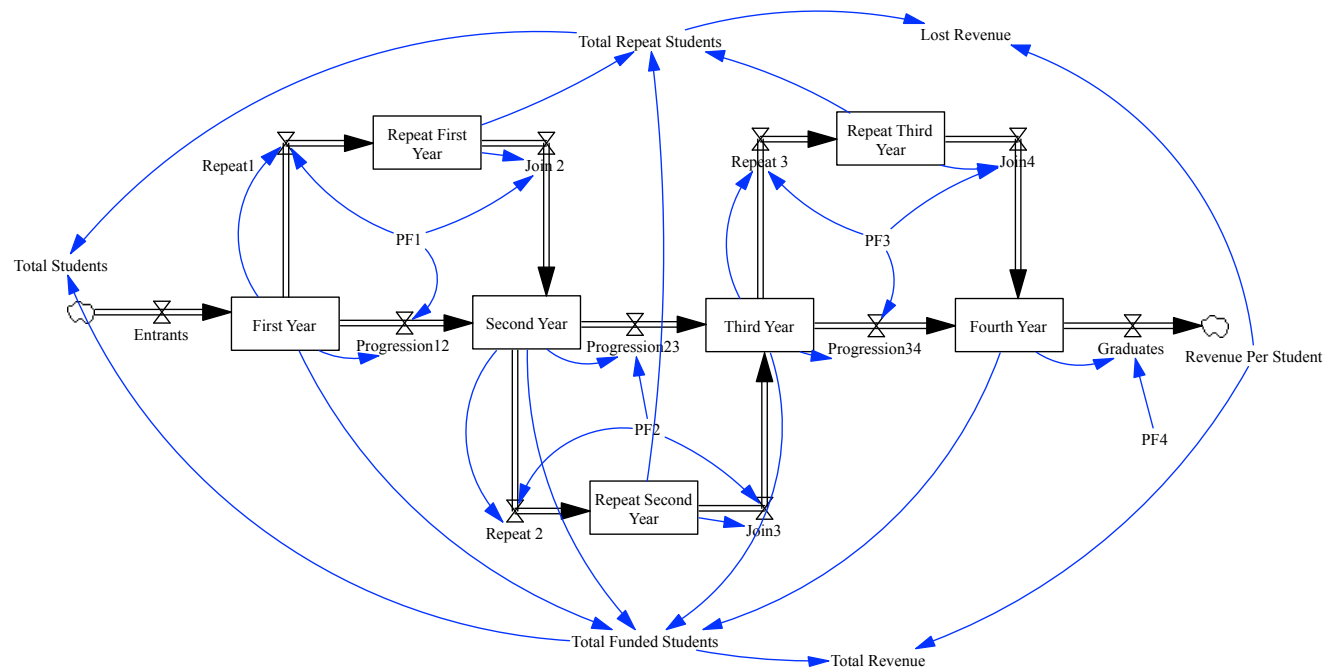 Total Repeat Students
Lost Revenue
Repeat First
Year
Repeat Third
Year
Repeat1
Join 2
Repeat 3
Join4
PF1
PF3
Total Students
First Year
Second Year
Third Year
Fourth Year
Entrants
Progression12
Progression23
Progression34
Graduates
Revenue Per Student
PF2
PF4
Repeat Second
Year
Repeat 2
Join3
Total Funded Students
Total Revenue